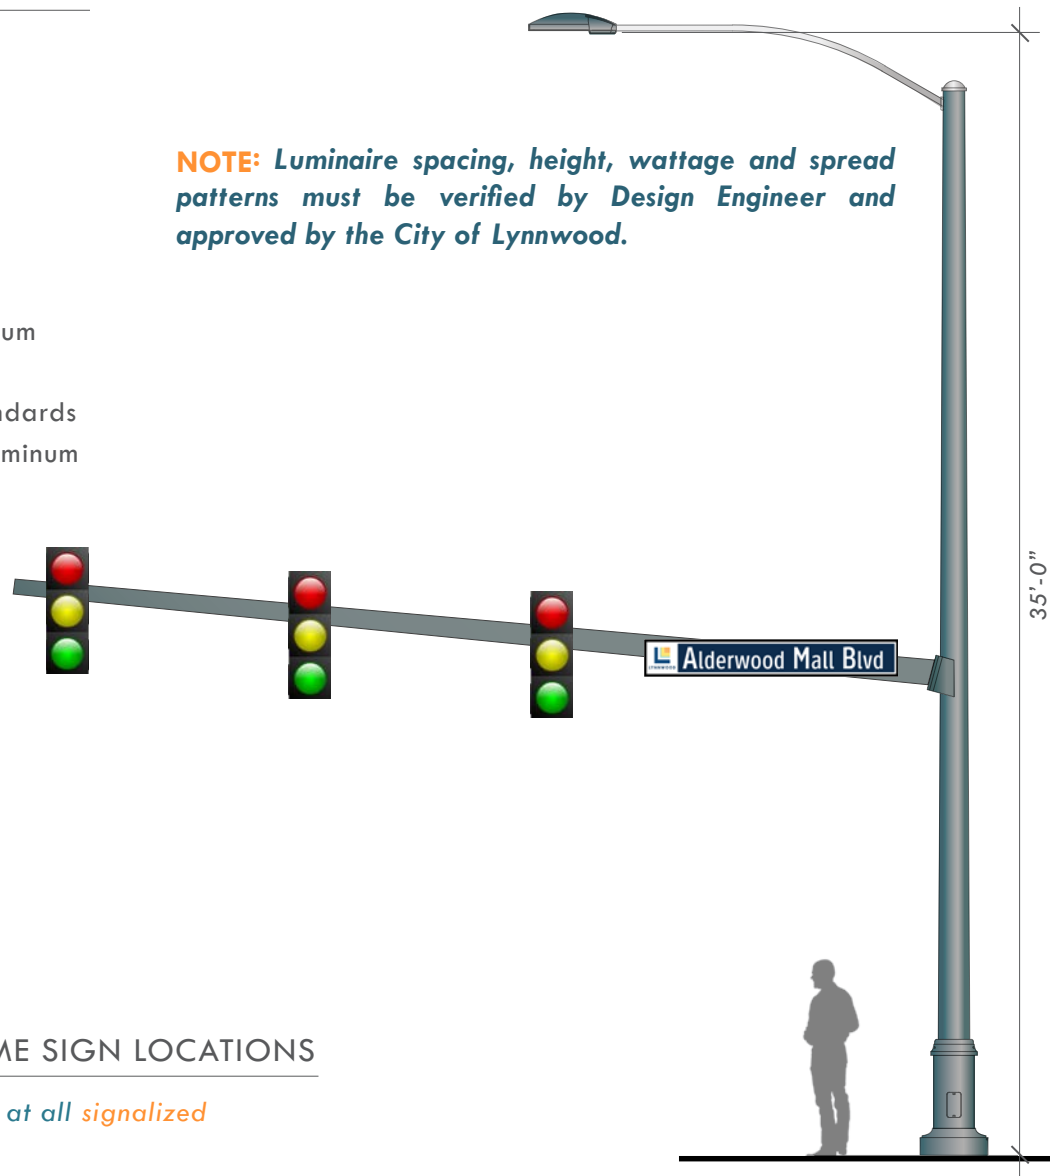 NOTE: Luminaire spacing, height, wattage and spread
patterns must be verified by Design Engineer and
approved by the City of Lynnwood.
um
ndards
minum
35'-0"
LYNNWOOD
Alderwood Mall Blvd
ME SIGN LOCATIONS
at all signalized